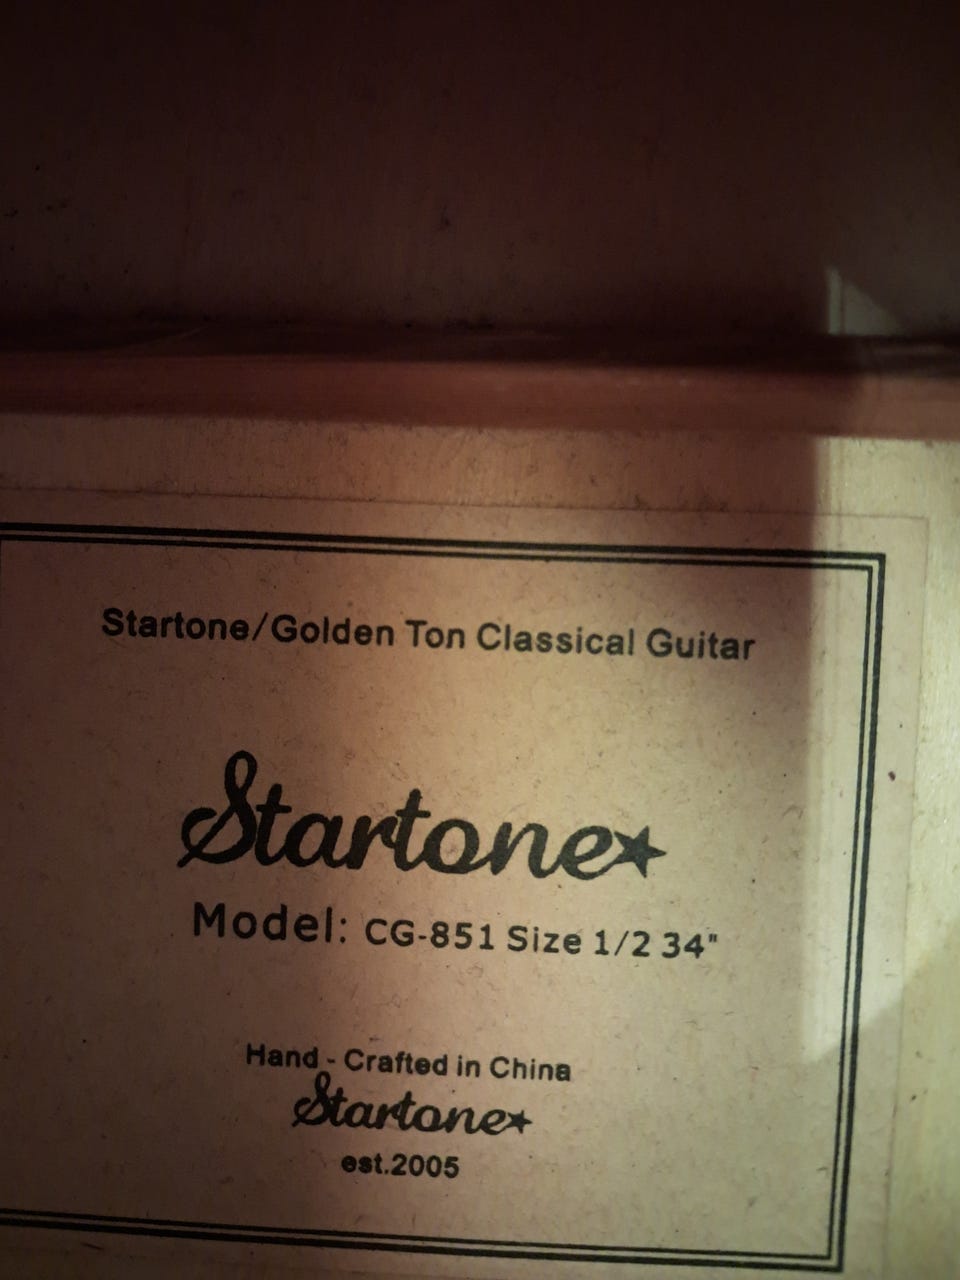 Startone/Golden Ton Classical Guitar
Startone
Model: CG-851 Size 1/2 34"
Hand - Crafted in China
Startone
est.2005